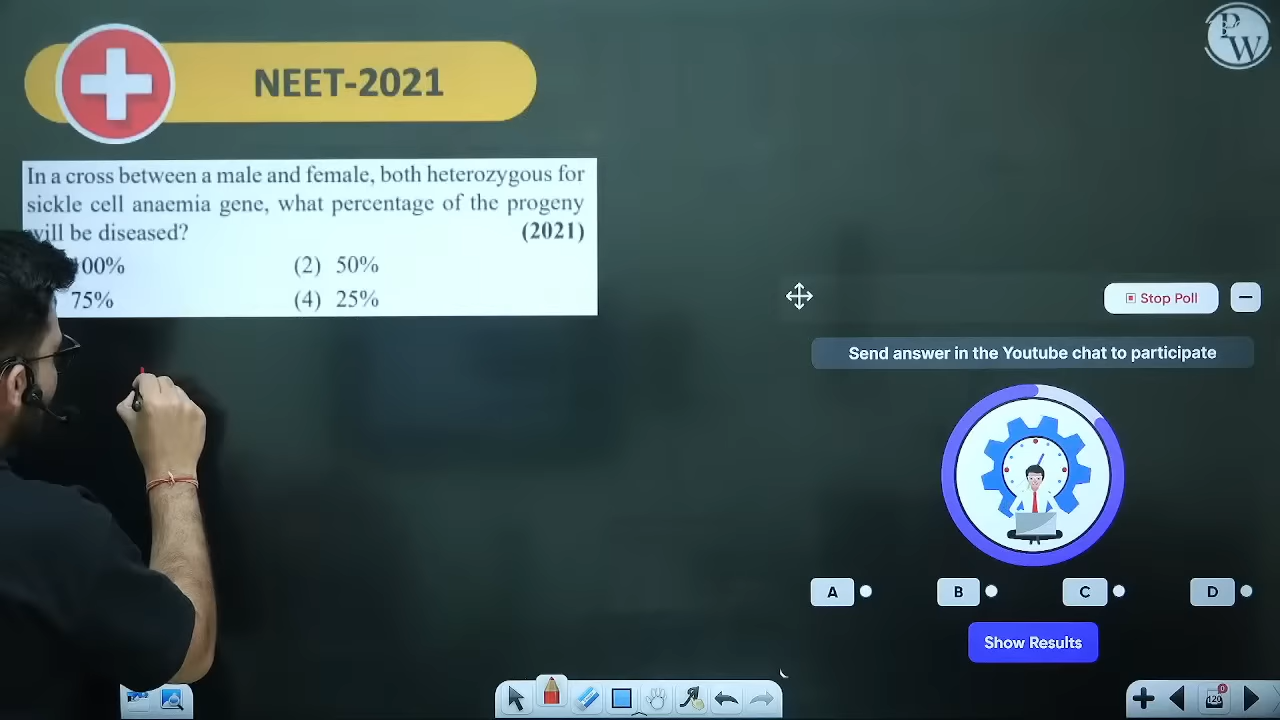 NEET-2021
PW
In a cross between a male and female, both heterozygous for
sickle cell anaemia gene, what percentage of the progeny
will be diseased? (2021)
100% (2) 50%
75% (4) 25%
Stop Poll
Send answer in the Youtube chat to participate
A B C D
Show Results